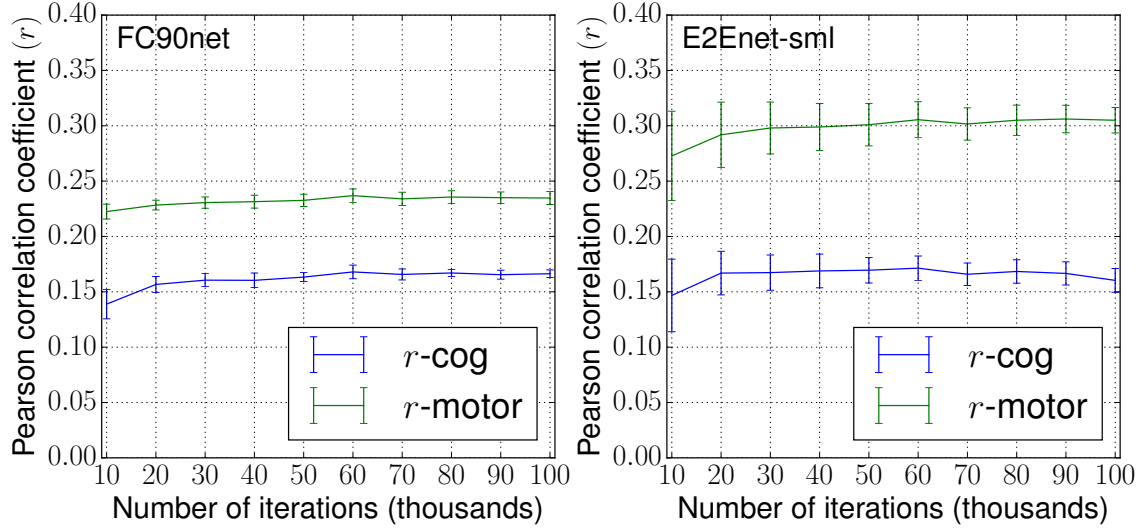 FC90net
Pearson correlation coefficient (r)
0.40
0.35
0.30
0.25
0.20
0.15
0.10
0.05
0.00
r-cog
r-motor
10 20 30 40 50 60 70 80 90 100
Number of iterations (thousands)
E2Enet-sml
Pearson correlation coefficient (r)
0.40
0.35
0.30
0.25
0.20
0.15
0.10
0.05
0.00
r-cog
r-motor
10 20 30 40 50 60 70 80 90 100
Number of iterations (thousands)